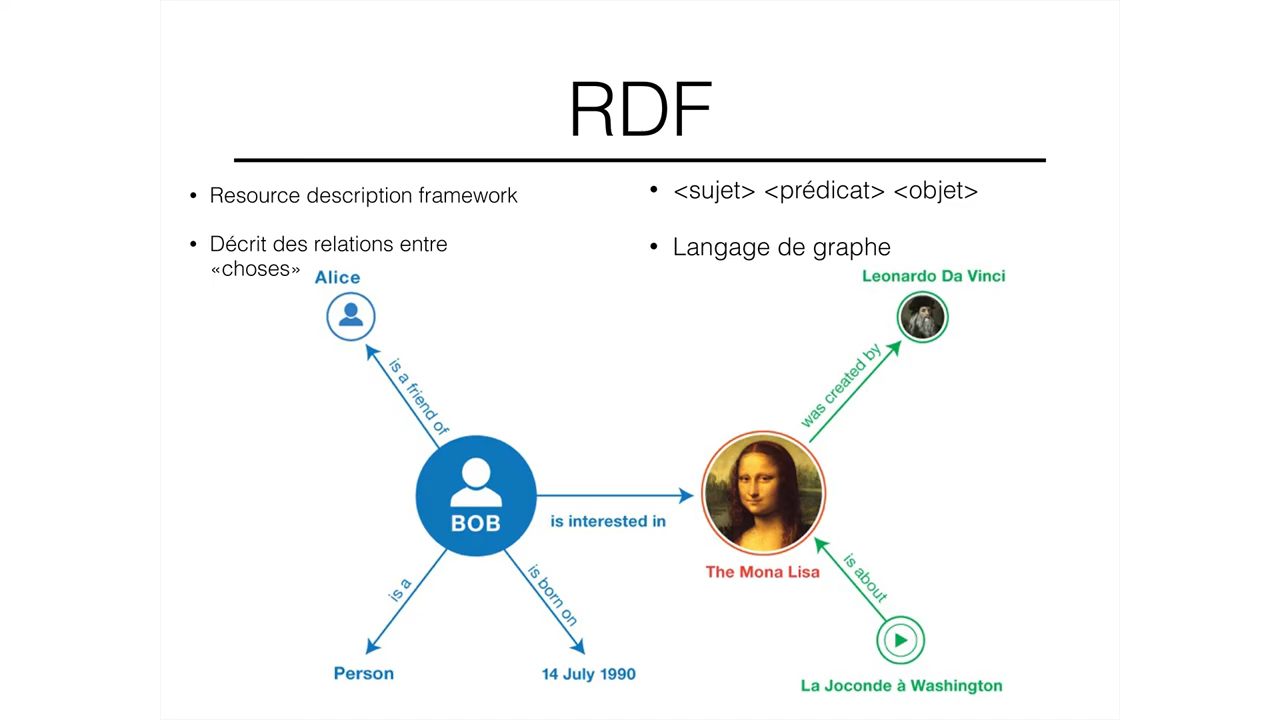 RDF
• Resource description framework
• Décrit des relations entre
«choses»
• <sujet> <prédicat> <objet>
• Langage de graphe
Alice
Leonardo Da Vinci
is a friend of
was created by
BOB
is interested in
The Mona Lisa
is a
is born on
is about
Person
14 July 1990
La Joconde à Washington